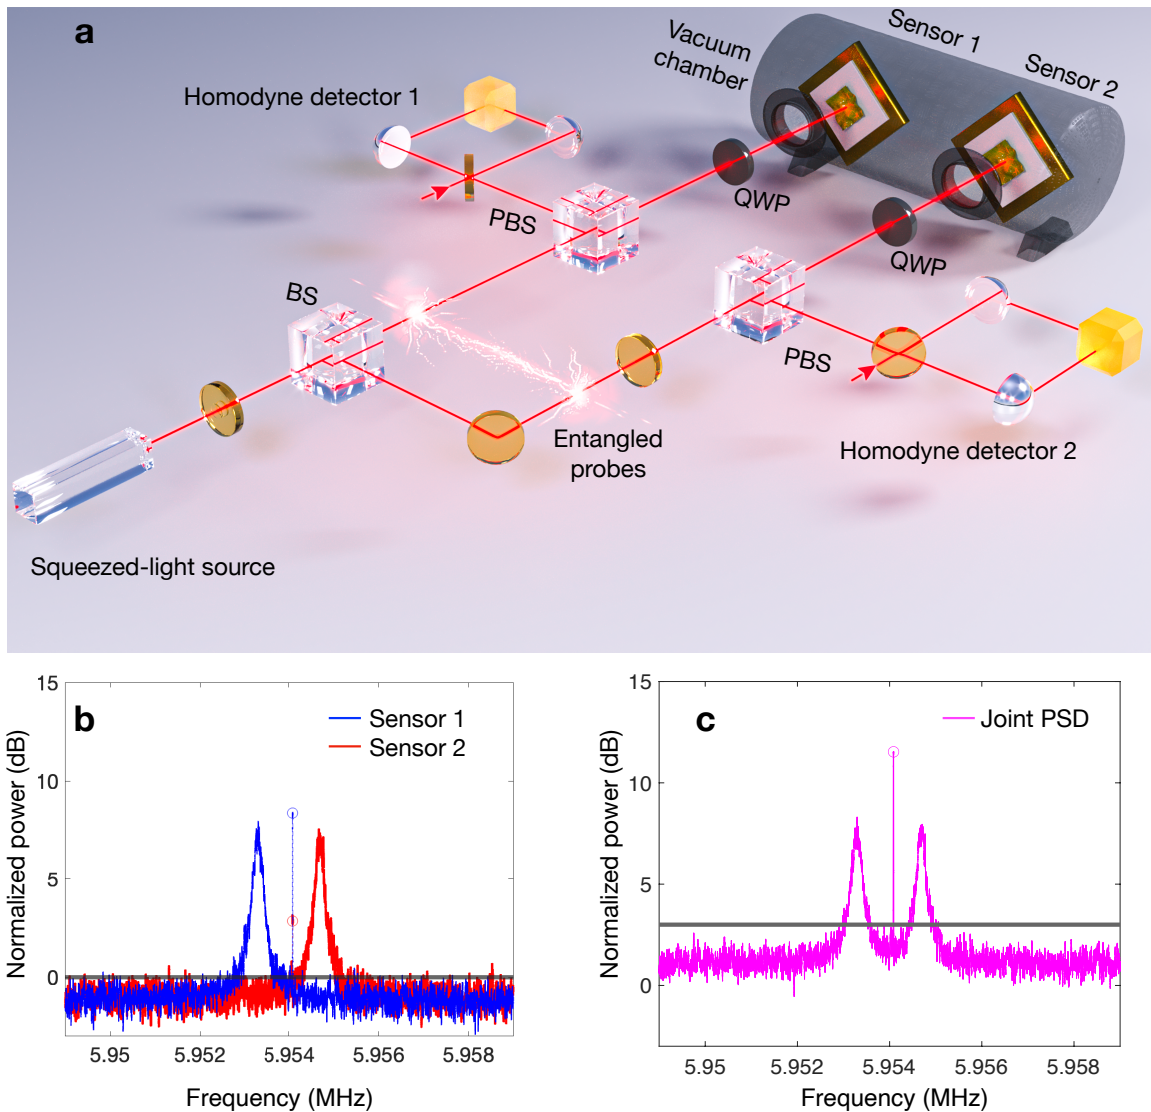 a
Sensor 1
Vacuum
chamber
Sensor 2
Homodyne detector 1
PBS
QWP
QWP
BS
PBS
Entangled
probes
Homodyne detector 2
Squeezed-light source
b
15
10
5
0
Normalized power (dB)
Sensor 1
Sensor 2
5.95
5.952
5.954
5.956
5.958
Frequency (MHz)
c
15
10
5
0
Normalized power (dB)
Joint PSD
5.95
5.952
5.954
5.956
5.958
Frequency (MHz)